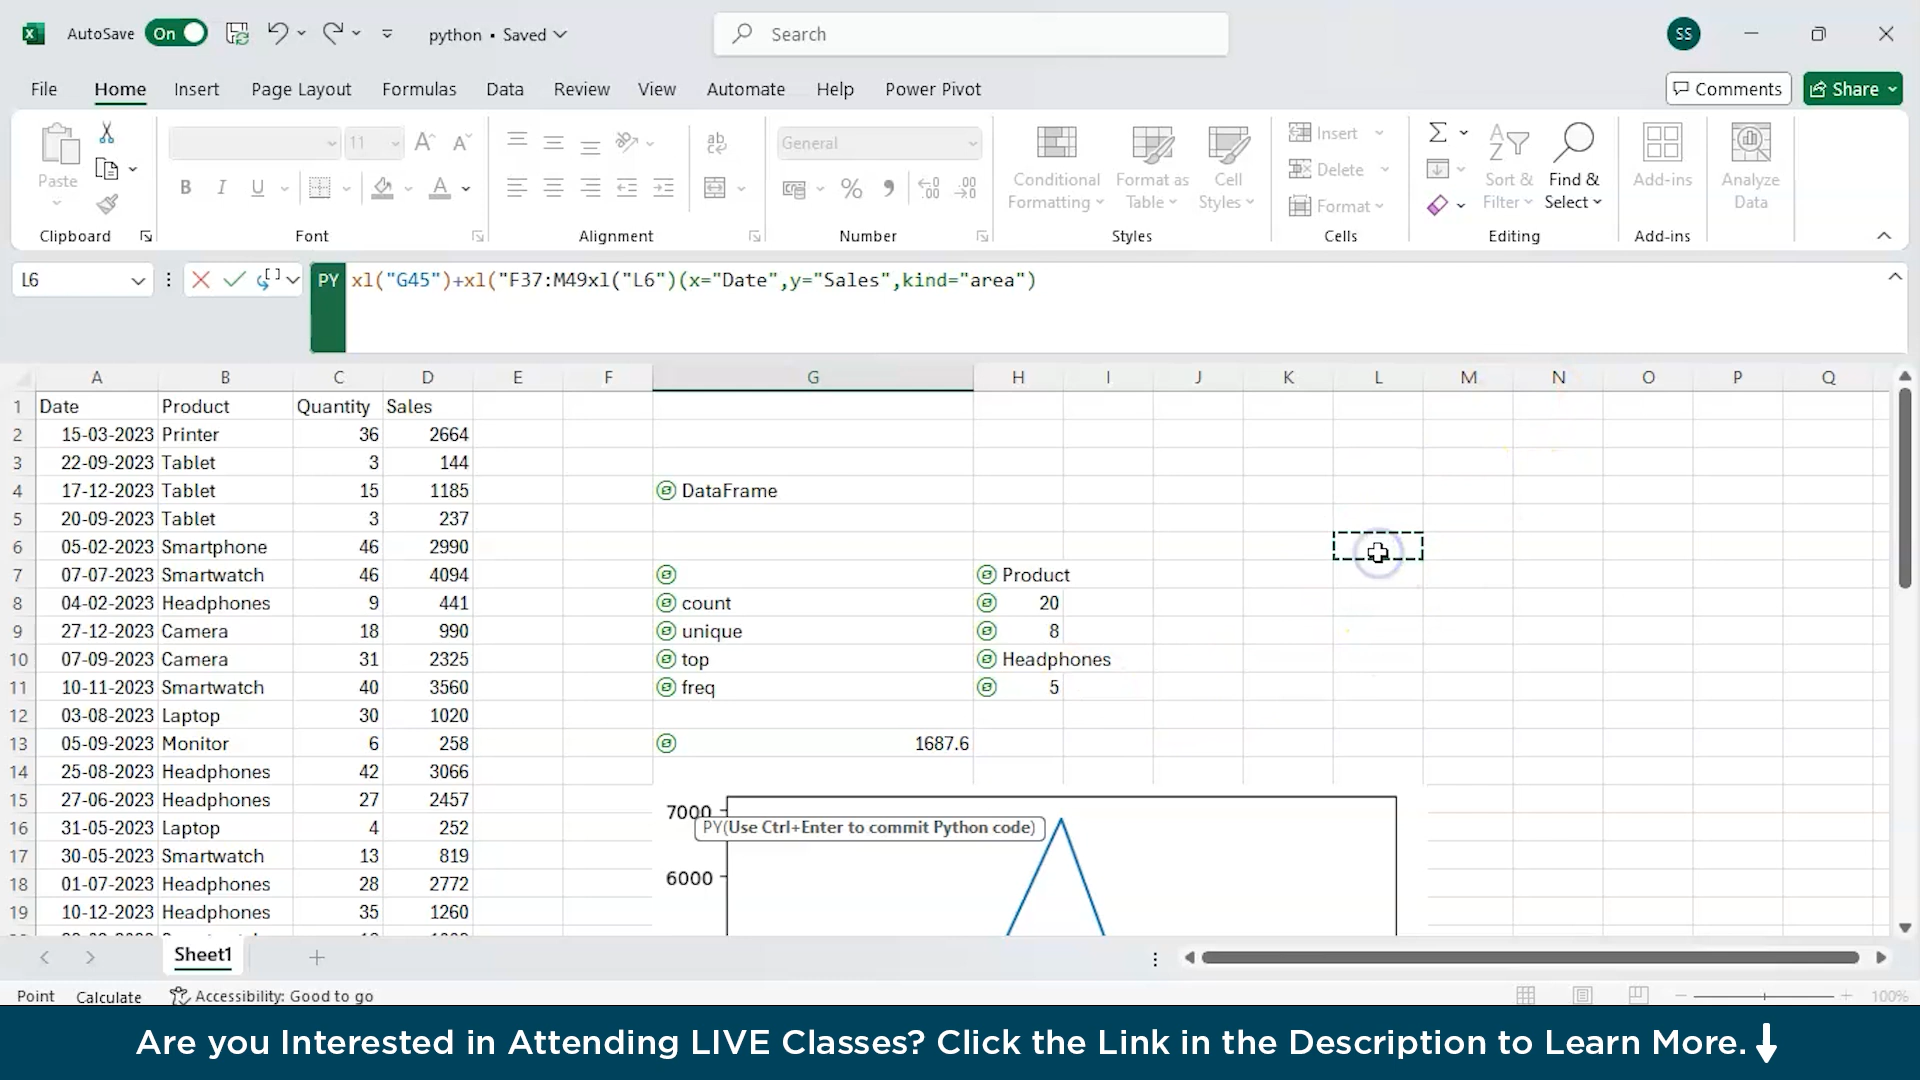 AutoSave On python • Saved Search SS
File Home Insert Page Layout Formulas Data Review View Automate Help Power Pivot Comments Share
Paste 11 B I U ab General Conditional Formatting Format as Table Cell Styles Insert Delete Format Sort & Filter Find & Select Add-ins Analyze Data
Clipboard Font Alignment Number Styles Cells Editing Add-ins
L6 PY xl("G45")+xl("F37:M49xl("L6")(x="Date",y="Sales",kind="area")
A B C D E F G H I J K L M N O P Q
1 Date Product Quantity Sales
2 15-03-2023 Printer 36 2664
3 22-09-2023 Tablet 3 144
4 17-12-2023 Tablet 15 1185 DataFrame
5 20-09-2023 Tablet 3 237
6 05-02-2023 Smartphone 46 2990
7 07-07-2023 Smartwatch 46 4094 Product
8 04-02-2023 Headphones 9 441 count 20
9 27-12-2023 Camera 18 990 unique 8
10 07-09-2023 Camera 31 2325 top Headphones
11 10-11-2023 Smartwatch 40 3560 freq 5
12 03-08-2023 Laptop 30 1020
13 05-09-2023 Monitor 6 258 1687.6
14 25-08-2023 Headphones 42 3066
15 27-06-2023 Headphones 27 2457 7000
16 31-05-2023 Laptop 4 252 PY(Use Ctrl+Enter to commit Python code)
17 30-05-2023 Smartwatch 13 819
18 01-07-2023 Headphones 28 2772 6000
19 10-12-2023 Headphones 35 1260
Sheet1
Point Calculate Accessibility: Good to go 100%
Are you Interested in Attending LIVE Classes? Click the Link in the Description to Learn More.